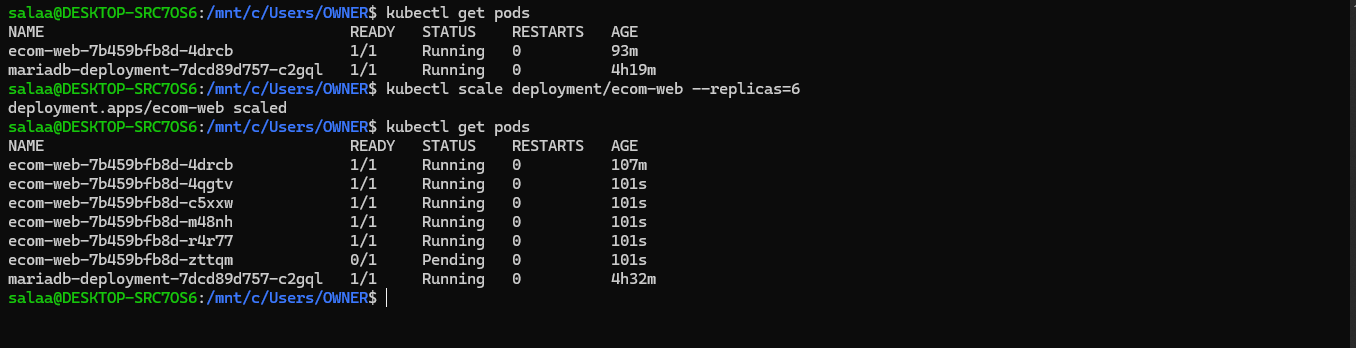 salaa@DESKTOP-SRC7OS6:/mnt/c/Users/OWNER$ kubectl get pods
NAME READY STATUS RESTARTS AGE
ecom-web-7b459bfb8d-4drcb 1/1 Running 0 93m
mariadb-deployment-7dcd89d757-c2gql 1/1 Running 0 4h19m
salaa@DESKTOP-SRC7OS6:/mnt/c/Users/OWNER$ kubectl scale deployment/ecom-web --replicas=6
deployment.apps/ecom-web scaled
salaa@DESKTOP-SRC7OS6:/mnt/c/Users/OWNER$ kubectl get pods
NAME READY STATUS RESTARTS AGE
ecom-web-7b459bfb8d-4drcb 1/1 Running 0 107m
ecom-web-7b459bfb8d-4qgtv 1/1 Running 0 101s
ecom-web-7b459bfb8d-c5xxw 1/1 Running 0 101s
ecom-web-7b459bfb8d-m48nh 1/1 Running 0 101s
ecom-web-7b459bfb8d-r4r77 1/1 Running 0 101s
ecom-web-7b459bfb8d-zttqm 0/1 Pending 0 101s
mariadb-deployment-7dcd89d757-c2gql 1/1 Running 0 4h32m
salaa@DESKTOP-SRC7OS6:/mnt/c/Users/OWNER$